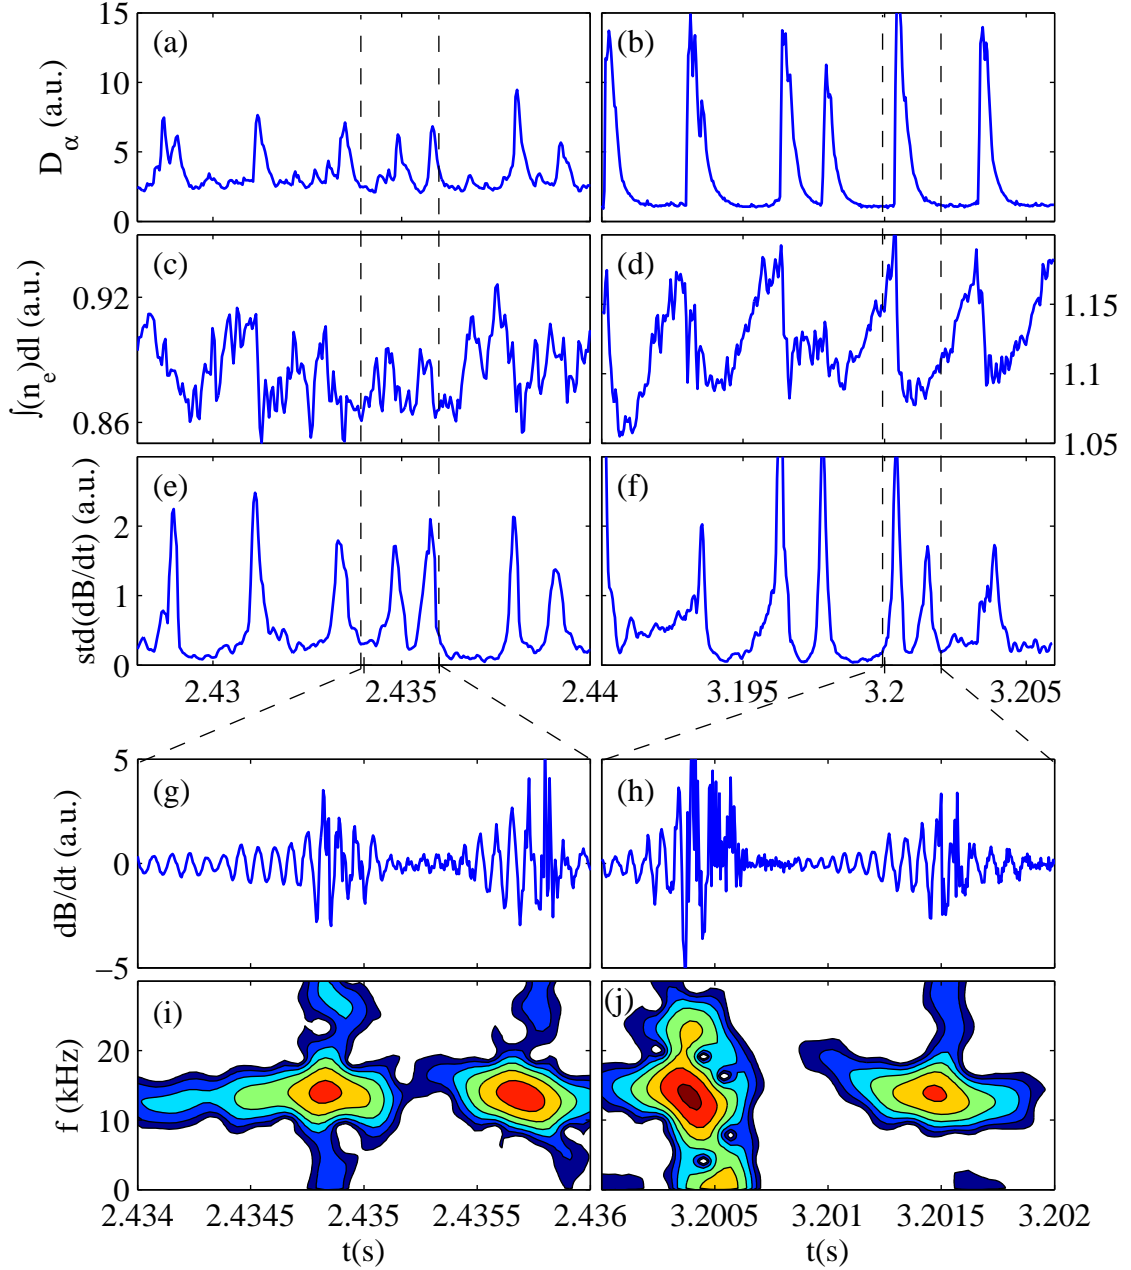 15
10
5
0
D_α (a.u.)
(a)
(b)
0.92
0.86
∫(n_e)dl (a.u.)
(c)
(d)
1.15
1.1
1.05
2
1
0
std(dB/dt) (a.u.)
(e)
(f)
2.43 2.435 2.44 3.195 3.2 3.205
5
0
−5
dB/dt (a.u.)
(g)
(h)
20
10
0
f (kHz)
(i)
(j)
2.434 2.4345 2.435 2.4355 2.436 3.2005 3.201 3.2015 3.202
t(s) t(s)